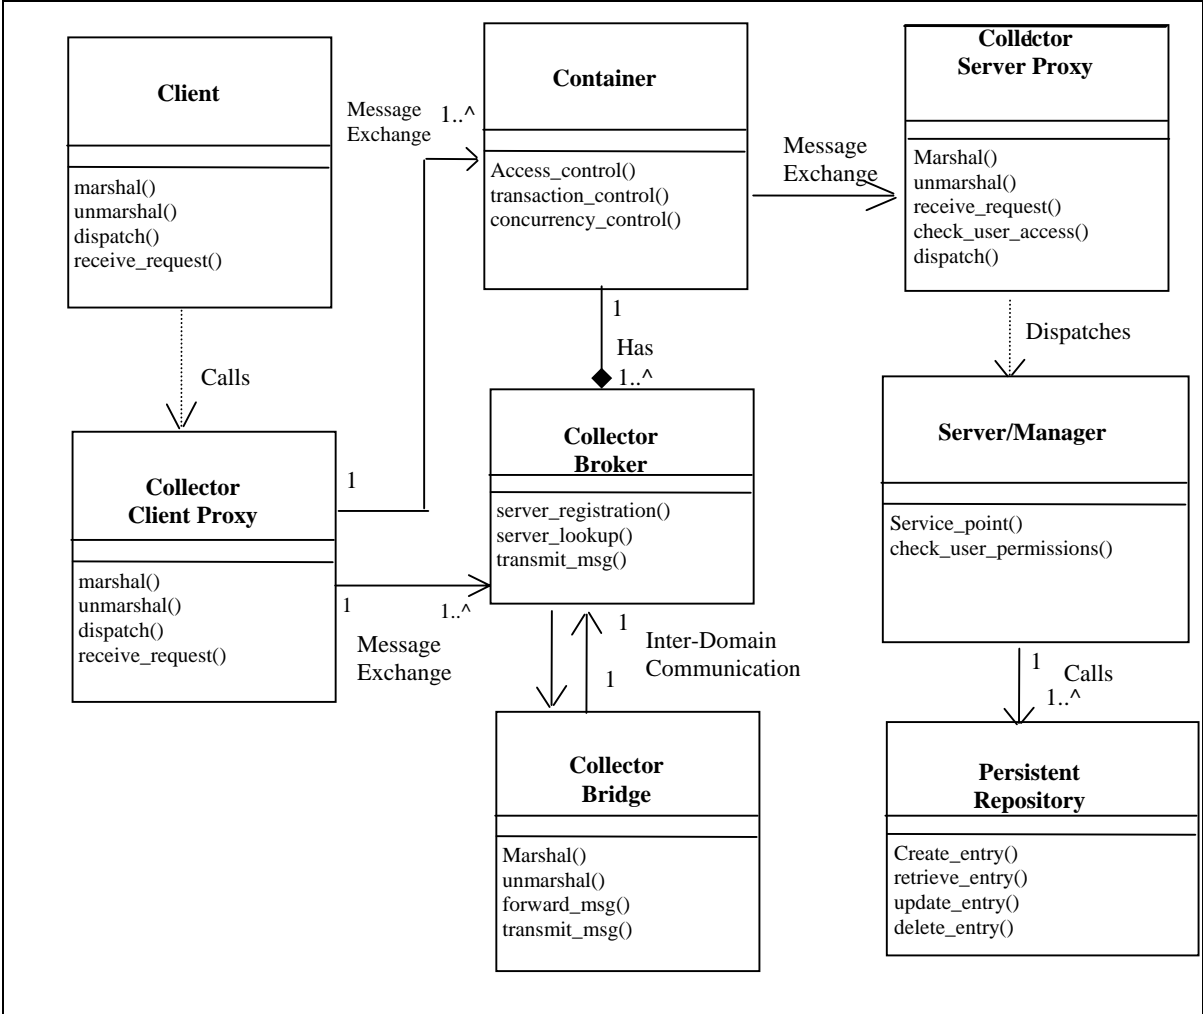 Client
marshal()
unmarshal()
dispatch()
receive_request()
Message
Exchange
1..^
Container
Access_control()
transaction_control()
concurrency_control()
Message
Exchange
1
Collector
Server Proxy
Marshal()
unmarshal()
receive_request()
check_user_access()
dispatch()
Calls
1
Has
1..^
Dispatches
Collector
Client Proxy
marshal()
unmarshal()
dispatch()
receive_request()
1
1
1..^
Message
Exchange
Collector
Broker
server_registration()
server_lookup()
transmit_msg()
1
1
Inter-Domain
Communication
Server/Manager
Service_point()
check_user_permissions()
1
Calls
1..^
Collector
Bridge
Marshal()
unmarshal()
forward_msg()
transmit_msg()
Persistent
Repository
Create_entry()
retrieve_entry()
update_entry()
delete_entry()